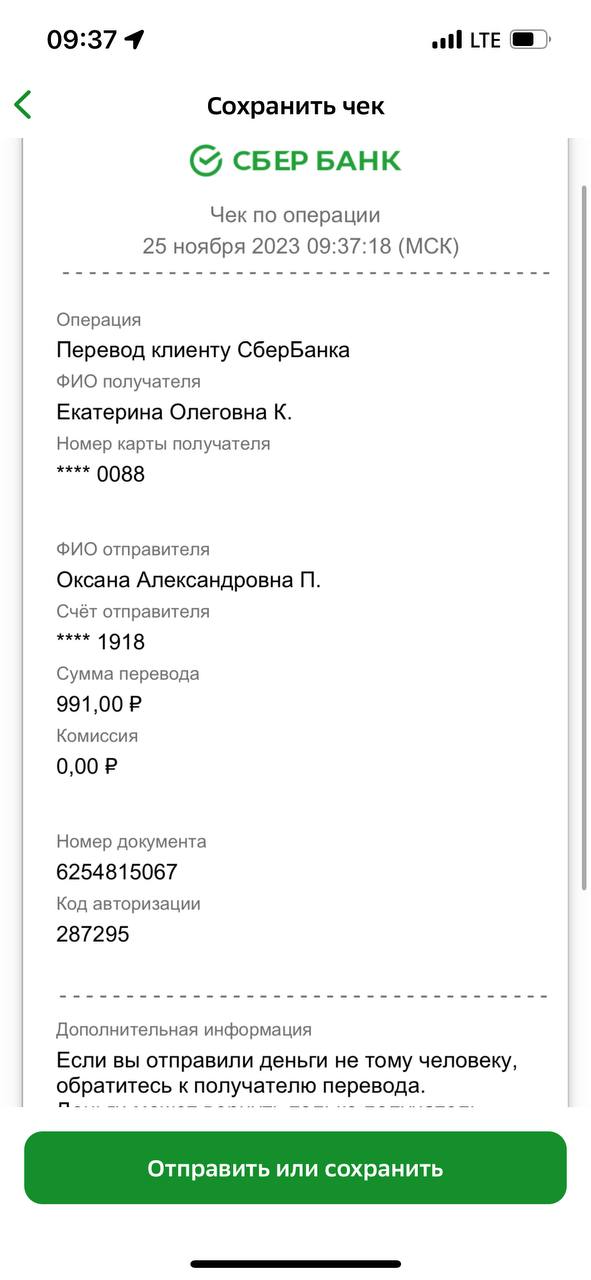 09:37
LTE
Сохранить чек
СБЕР БАНК
Чек по операции
25 ноября 2023 09:37:18 (МСК)
Операция
Перевод клиенту СберБанка
ФИО получателя
Екатерина Олеговна К.
Номер карты получателя
**** 0088
ФИО отправителя
Оксана Александровна П.
Счёт отправителя
**** 1918
Сумма перевода
991,00 ₽
Комиссия
0,00 ₽
Номер документа
6254815067
Код авторизации
287295
Дополнительная информация
Если вы отправили деньги не тому человеку,
обратитесь к получателю перевода.
Отправить или сохранить